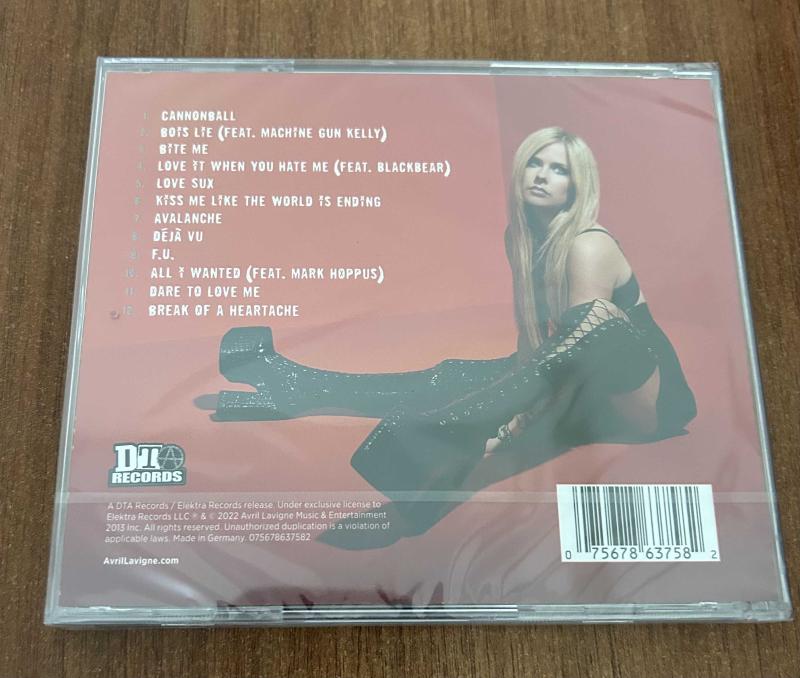 1. CANNONBALL
2. BOIS LIE (FEAT. MACHINE GUN KELLY)
3. BITE ME
4. LOVE IT WHEN YOU HATE ME (FEAT. BLACKBEAR)
5. LOVE SUX
6. KISS ME LIKE THE WORLD IS ENDING
7. AVALANCHE
8. DÉJÀ VU
9. F.U.
10. ALL I WANTED (FEAT. MARK HØPPUS)
11. DARE TO LOVE ME
12. BREAK OF A HEARTACHE
DTA
RECORDS
A DTA Records / Elektra Records release. Under exclusive license to
Elektra Records LLC ℗ & © 2022 Avril Lavigne Music & Entertainment
2013 Inc. All rights reserved. Unauthorized duplication is a violation of
applicable laws. Made in Germany. 075678637582
AvrilLavigne.com
0 75678 63758 2